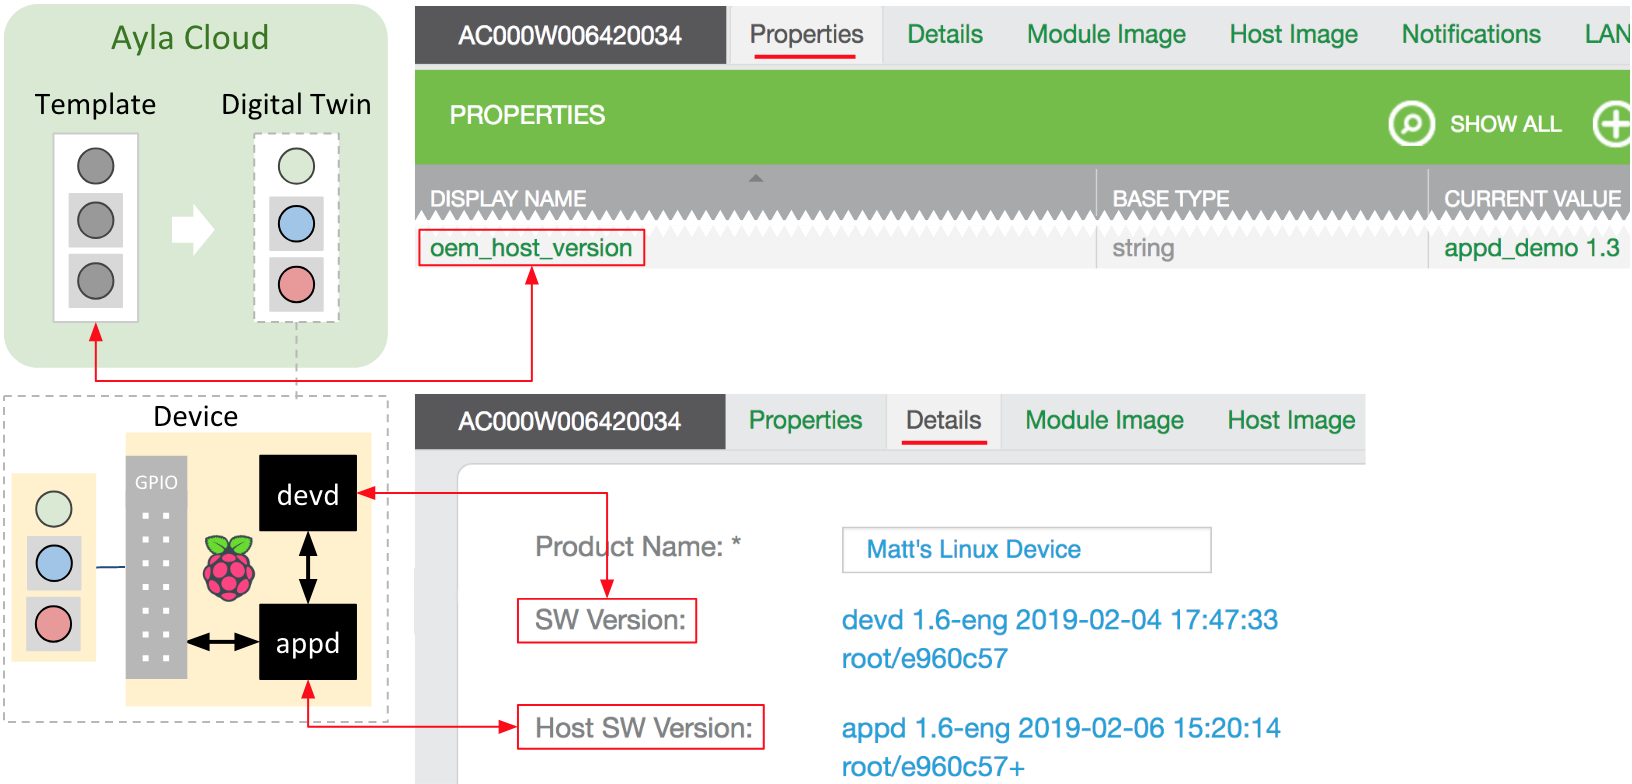 Ayla Cloud
Template
Digital Twin
AC000W006420034 Properties Details Module Image Host Image Notifications LAN
PROPERTIES
SHOW ALL
DISPLAY NAME BASE TYPE CURRENT VALUE
oem_host_version string appd_demo 1.3
Device
GPIO
devd
appd
AC000W006420034 Properties Details Module Image Host Image
Product Name: * Matt's Linux Device
SW Version: devd 1.6-eng 2019-02-04 17:47:33
root/e960c57
Host SW Version: appd 1.6-eng 2019-02-06 15:20:14
root/e960c57+